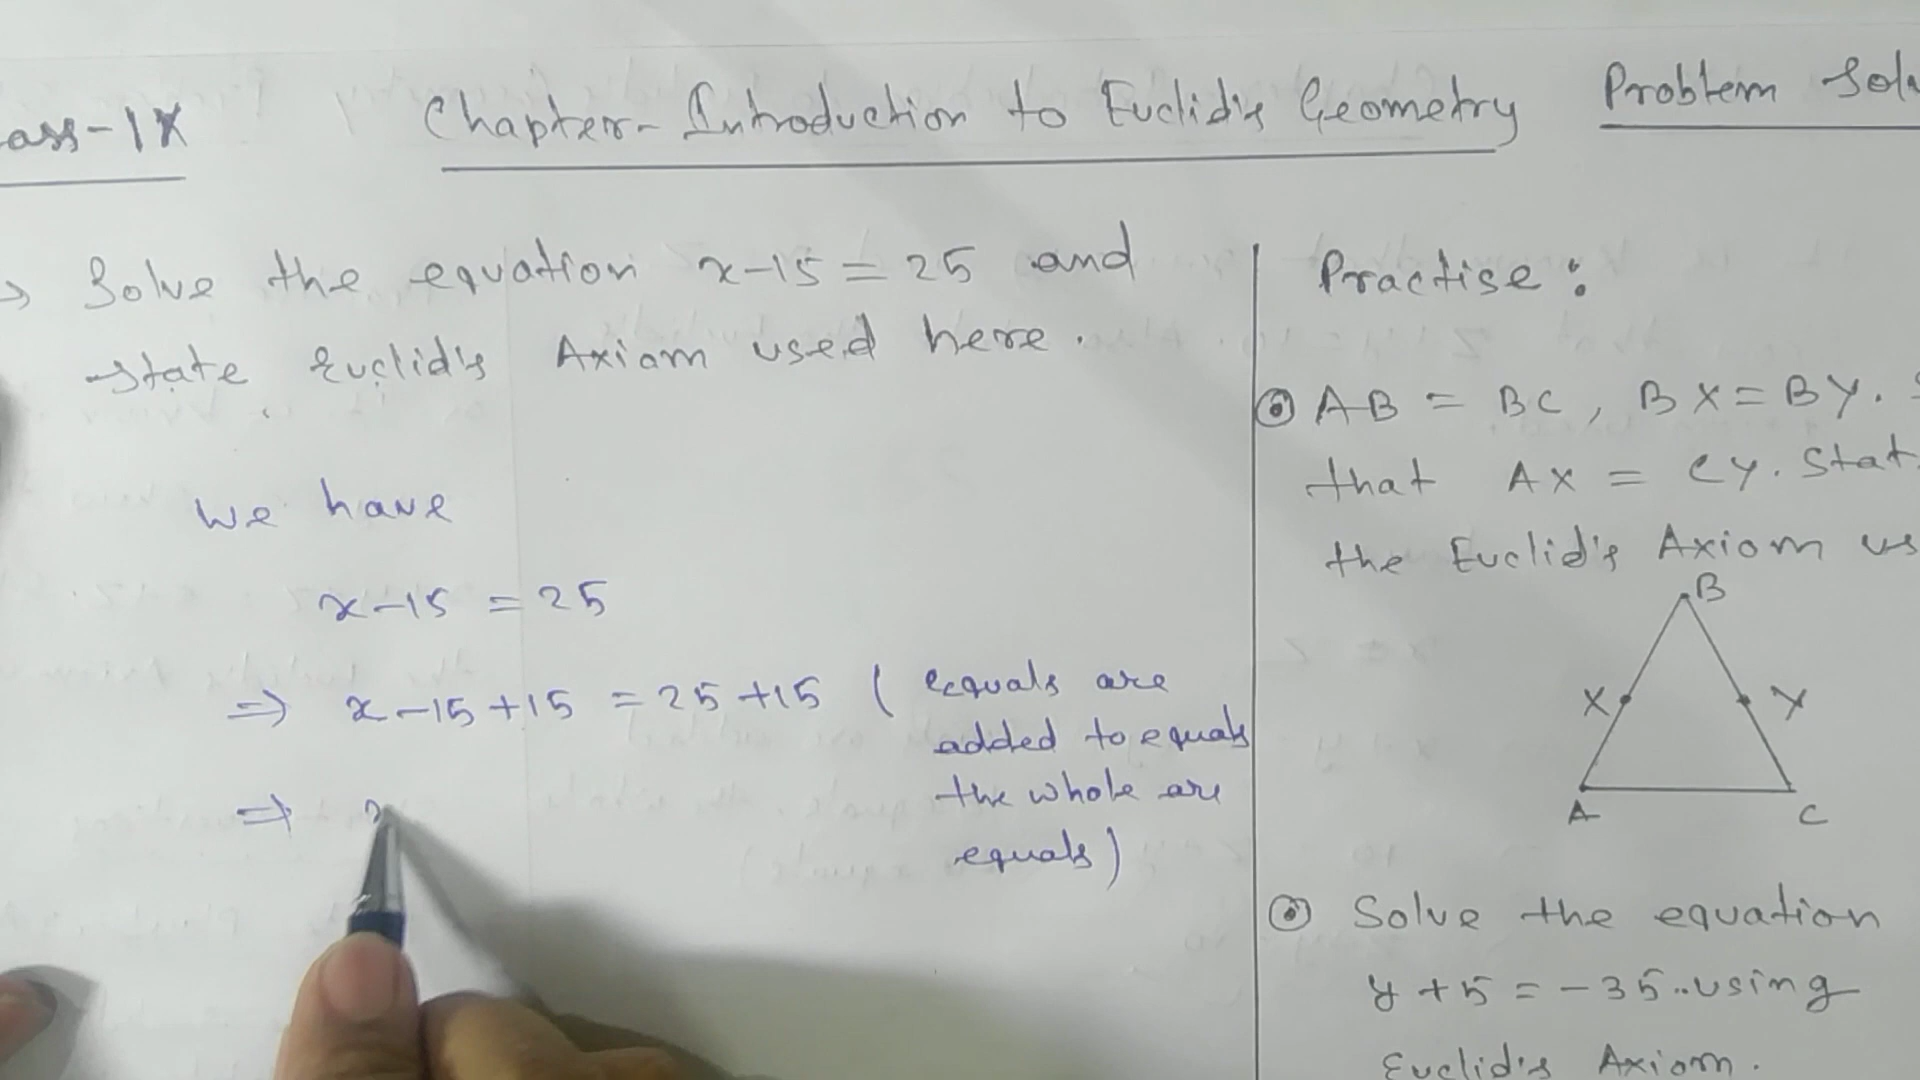 Class-IX
Chapter- Introduction to Euclid's Geometry
Problem
Solve the equation x-15 = 25 and
state Euclid's Axiom used here.
We have
x-15 = 25
⇒ x-15+15 = 25+15 ( equals are
added to equals
the whole are
equals)
⇒ x
Practise :
AB = BC, BX = BY.
that AX = CY. Stat
the Euclid's Axiom us
B
X Y
A C
Solve the equation
y + 5 = -35..using
Euclid's Axiom.